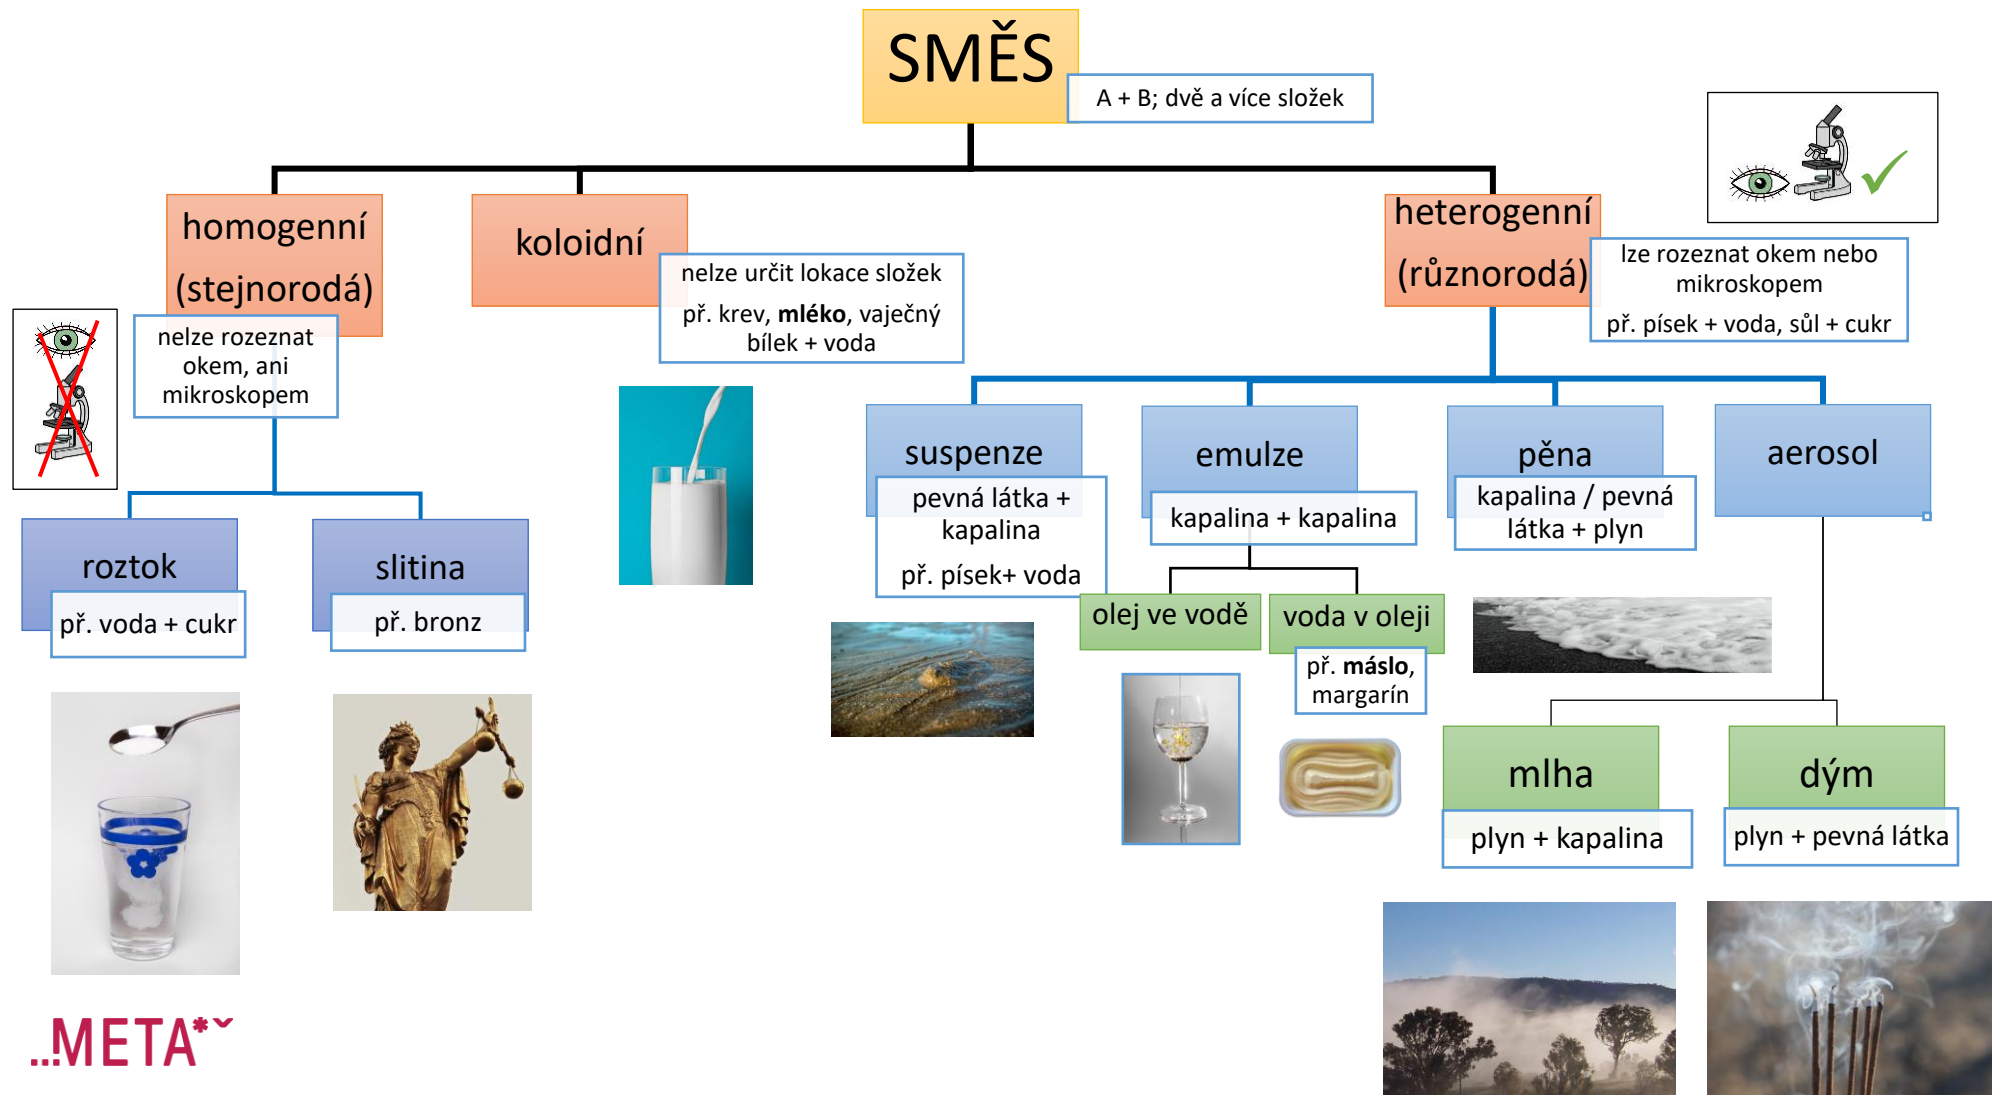 SMĚS
A + B; dvě a více složek
homogenní
(stejnorodá)
nelze rozeznat
okem, ani
mikroskopem
koloidní
nelze určit lokace složek
př. krev, mléko, vaječný
bílek + voda
heterogenní
(různorodá)
lze rozeznat okem nebo
mikroskopem
př. písek + voda, sůl + cukr
roztok
př. voda + cukr
slitina
př. bronz
suspenze
pevná látka +
kapalina
př. písek+ voda
emulze
kapalina + kapalina
olej ve vodě
voda v oleji
př. máslo,
margarín
pěna
kapalina / pevná
látka + plyn
aerosol
mlha
plyn + kapalina
dým
plyn + pevná látka
..:META*ˇ